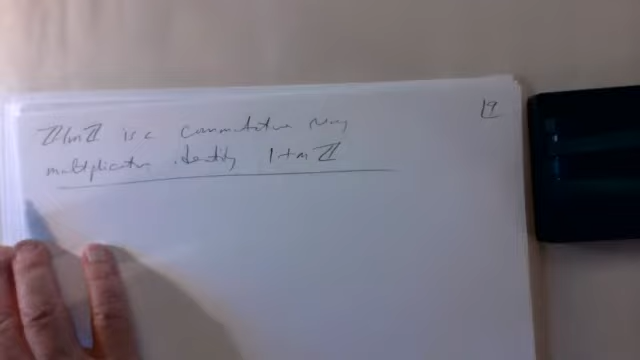 19
ℤ/mℤ is a commutative ring
multiplicative identity 1+mℤ